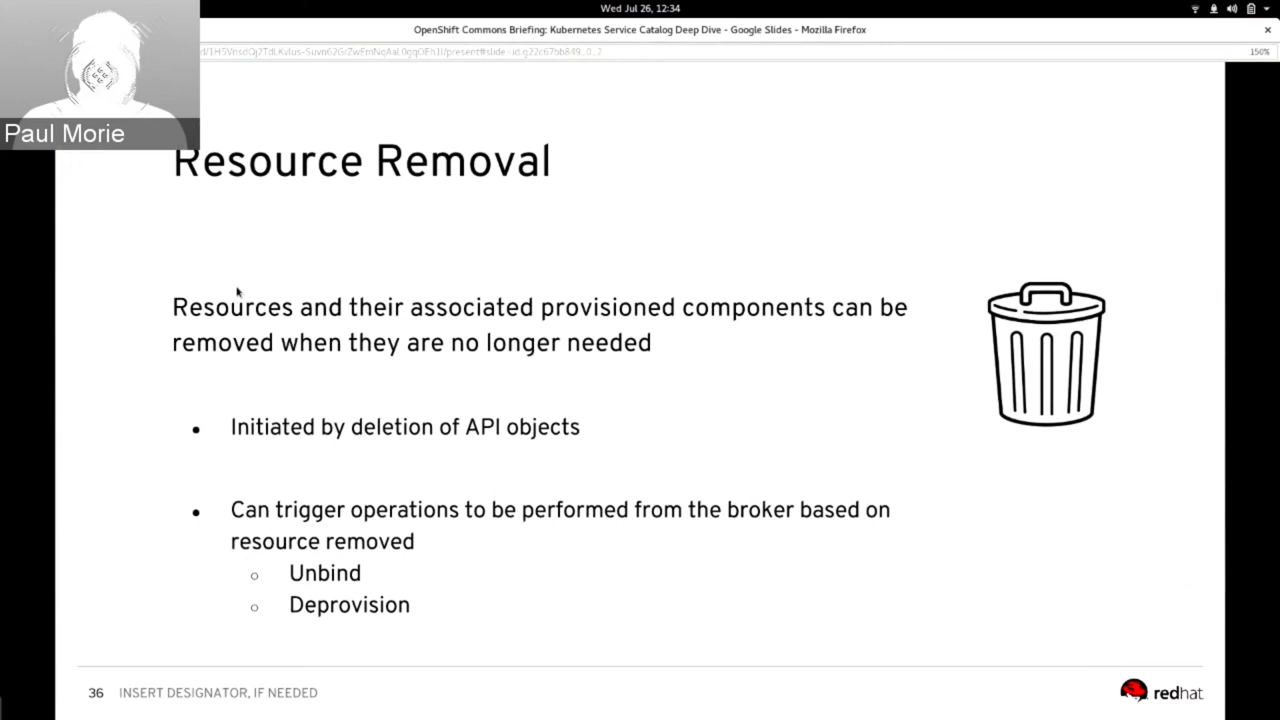 Wed Jul 26, 12:34
OpenShift Commons Briefing: Kubernetes Service Catalog Deep Dive - Google Slides - Mozilla Firefox
150%
Paul Morie
Resource Removal
Resources and their associated provisioned components can be
removed when they are no longer needed
• Initiated by deletion of API objects
• Can trigger operations to be performed from the broker based on
resource removed
○ Unbind
○ Deprovision
36 INSERT DESIGNATOR, IF NEEDED
redhat